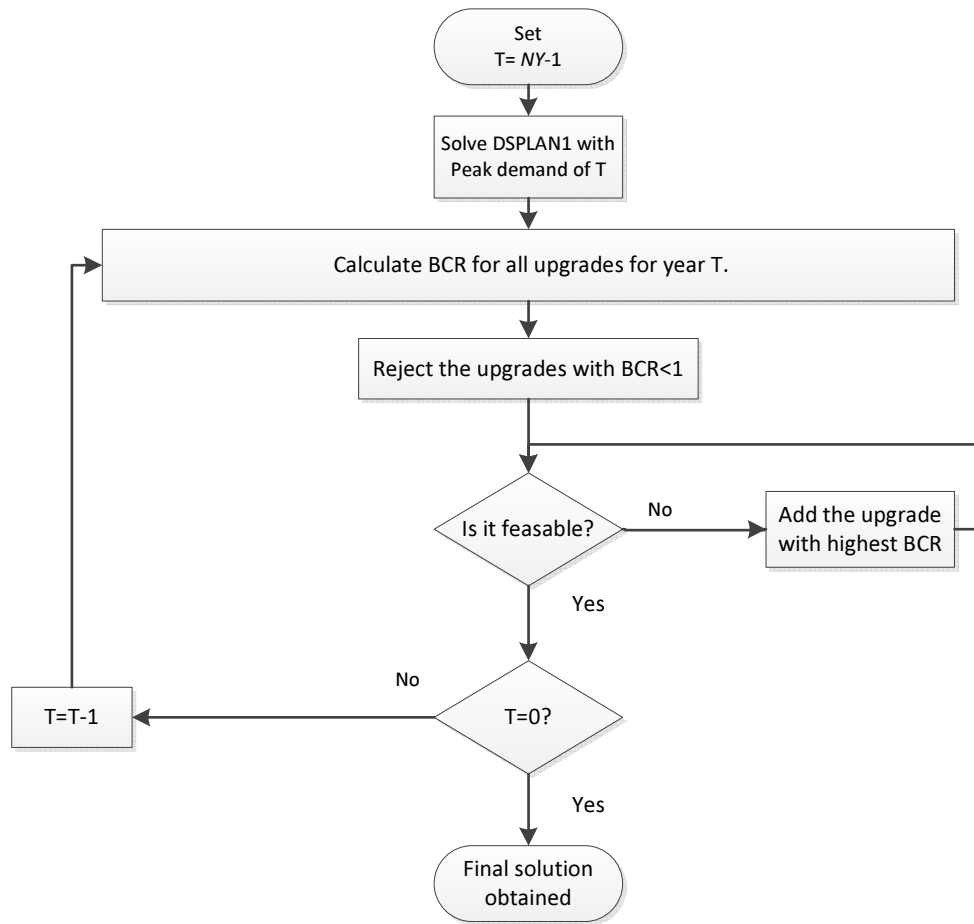 Set
T= NY-1
Solve DSPLAN1 with
Peak demand of T
Calculate BCR for all upgrades for year T.
Reject the upgrades with BCR<1
Is it feasable?
No
Add the upgrade
with highest BCR
Yes
No
T=T-1
T=0?
Yes
Final solution
obtained